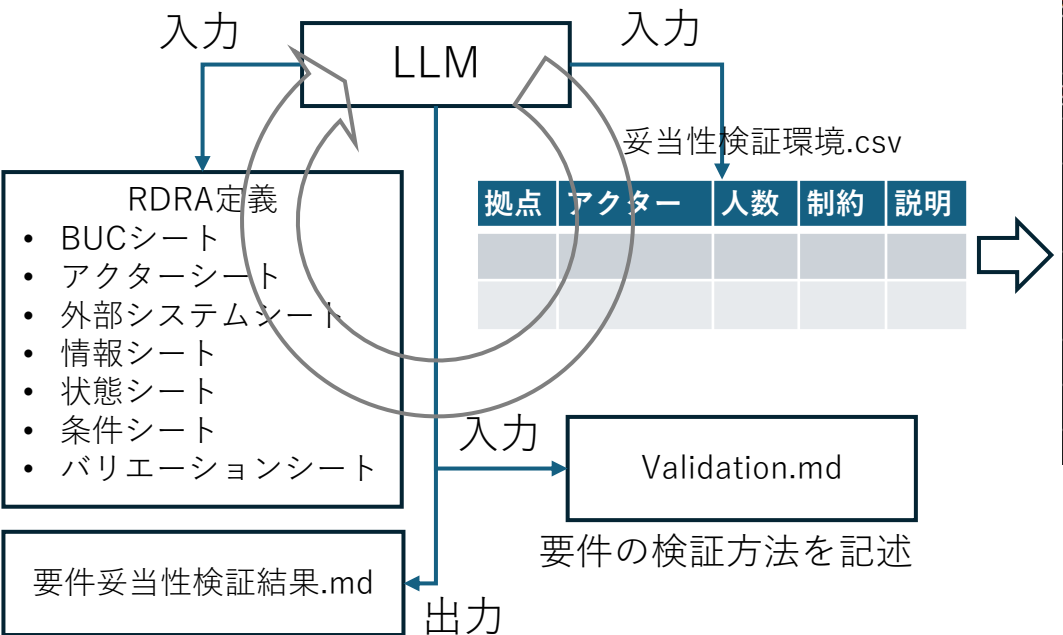 入力
LLM
入力
妥当性検証環境.csv
拠点 アクター 人数 制約 説明
RDRA定義
• BUCシート
• アクターシート
• 外部システムシート
• 情報シート
• 状態シート
• 条件シート
• バリエーションシート
入力
Validation.md
要件の検証方法を記述
要件妥当性検証結果.md
出力